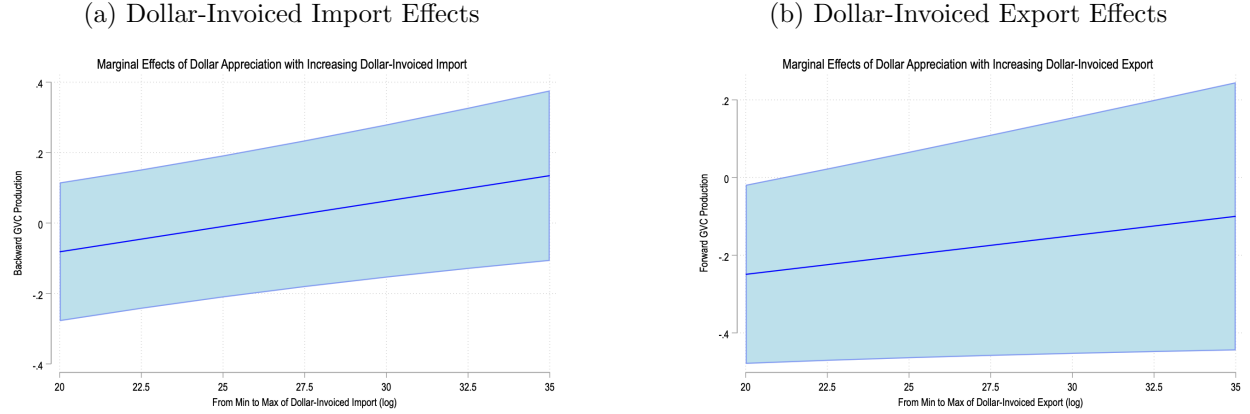 (a) Dollar-Invoiced Import Effects
Marginal Effects of Dollar Appreciation with Increasing Dollar-Invoiced Import
Backward GVC Production
.4
.2
0
-.2
-.4
20 22.5 25 27.5 30 32.5 35
From Min to Max of Dollar-Invoiced Import (log)
(b) Dollar-Invoiced Export Effects
Marginal Effects of Dollar Appreciation with Increasing Dollar-Invoiced Export
Forward GVC Production
.2
0
-.2
-.4
20 22.5 25 27.5 30 32.5 35
From Min to Max of Dollar-Invoiced Export (log)